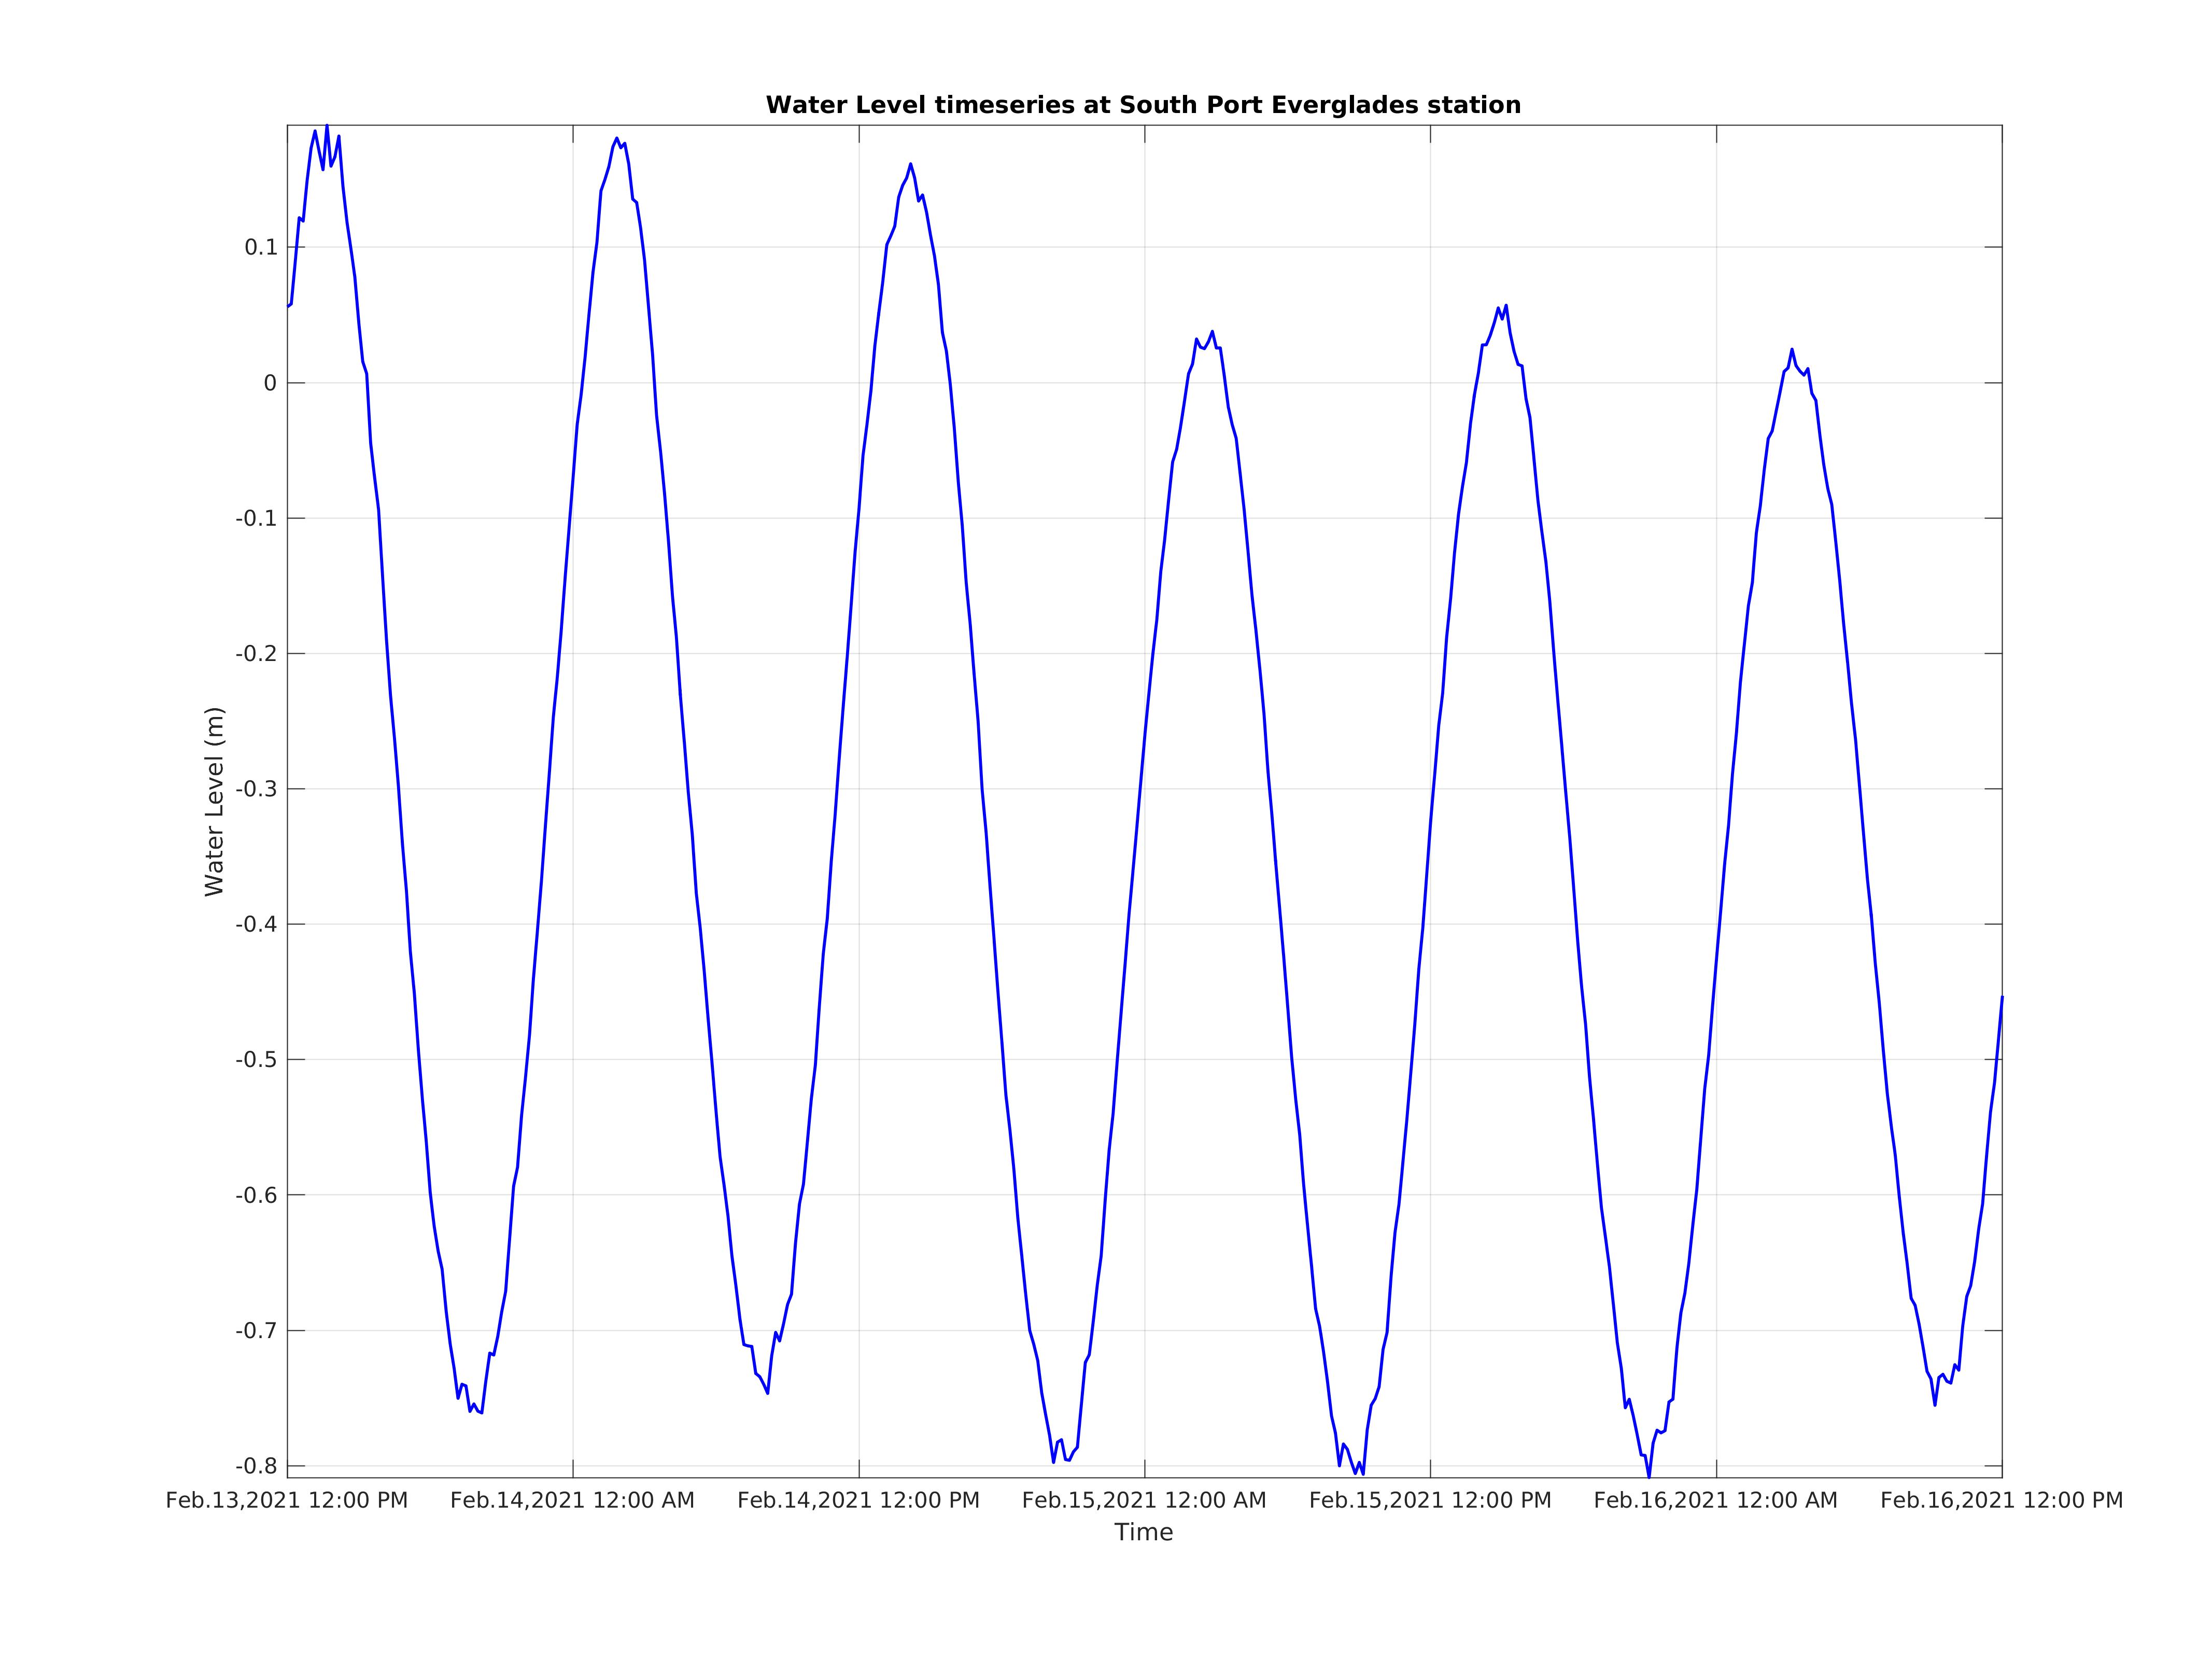 Water Level timeseries at South Port Everglades station
0.1
0
-0.1
-0.2
-0.3
-0.4
-0.5
-0.6
-0.7
-0.8
Water Level (m)
Feb.13,2021 12:00 PM Feb.14,2021 12:00 AM Feb.14,2021 12:00 PM Feb.15,2021 12:00 AM Feb.15,2021 12:00 PM Feb.16,2021 12:00 AM Feb.16,2021 12:00 PM
Time